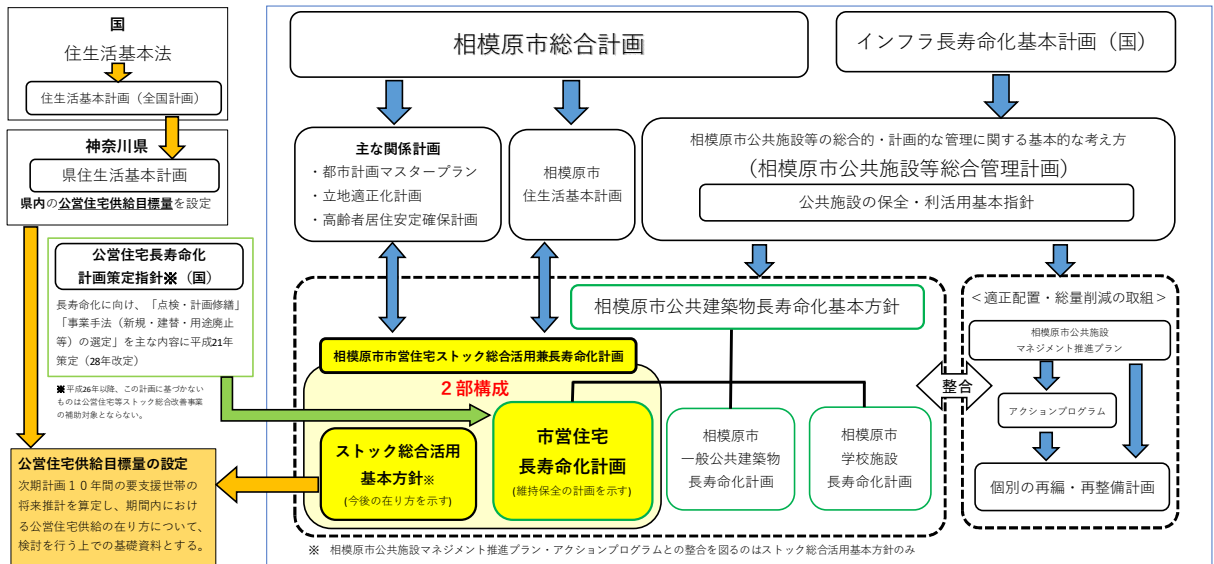 国
住生活基本法
住生活基本計画（全国計画）
神奈川県
県住生活基本計画
県内の公営住宅供給目標量を設定
公営住宅長寿命化
計画策定指針※（国）
長寿命化に向け、「点検・計画修繕」
「事業手法（新規・建替・用途廃止
等）の選定」を主な内容に平成21年
策定（28年改定）
※平成26年以降、この計画に基づかない
ものは公営住宅等ストック総合改善事業
の補助対象とならない。
公営住宅供給目標量の設定
次期計画１０年間の要支援世帯の
将来推計を算定し、期間内におけ
る公営住宅供給の在り方について、
検討を行う上での基礎資料とする。
相模原市総合計画
インフラ長寿命化基本計画（国）
主な関係計画
・都市計画マスタープラン
・立地適正化計画
・高齢者居住安定確保計画
相模原市
住生活基本計画
相模原市公共施設等の総合的・計画的な管理に関する基本的な考え方
（相模原市公共施設等総合管理計画）
公共施設の保全・利活用基本指針
相模原市公共建築物長寿命化基本方針
相模原市市営住宅ストック総合活用兼長寿命化計画
２部構成
ストック総合活用
基本方針※
(今後の在り方を示す)
市営住宅
長寿命化計画
(維持保全の計画を示す)
相模原市
一般公共建築物
長寿命化計画
相模原市
学校施設
長寿命化計画
整合
＜適正配置・総量削減の取組＞
相模原市公共施設
マネジメント推進プラン
アクションプログラム
個別の再編・再整備計画
※　相模原市公共施設マネジメント推進プラン・アクションプログラムとの整合を図るのはストック総合活用基本方針のみ